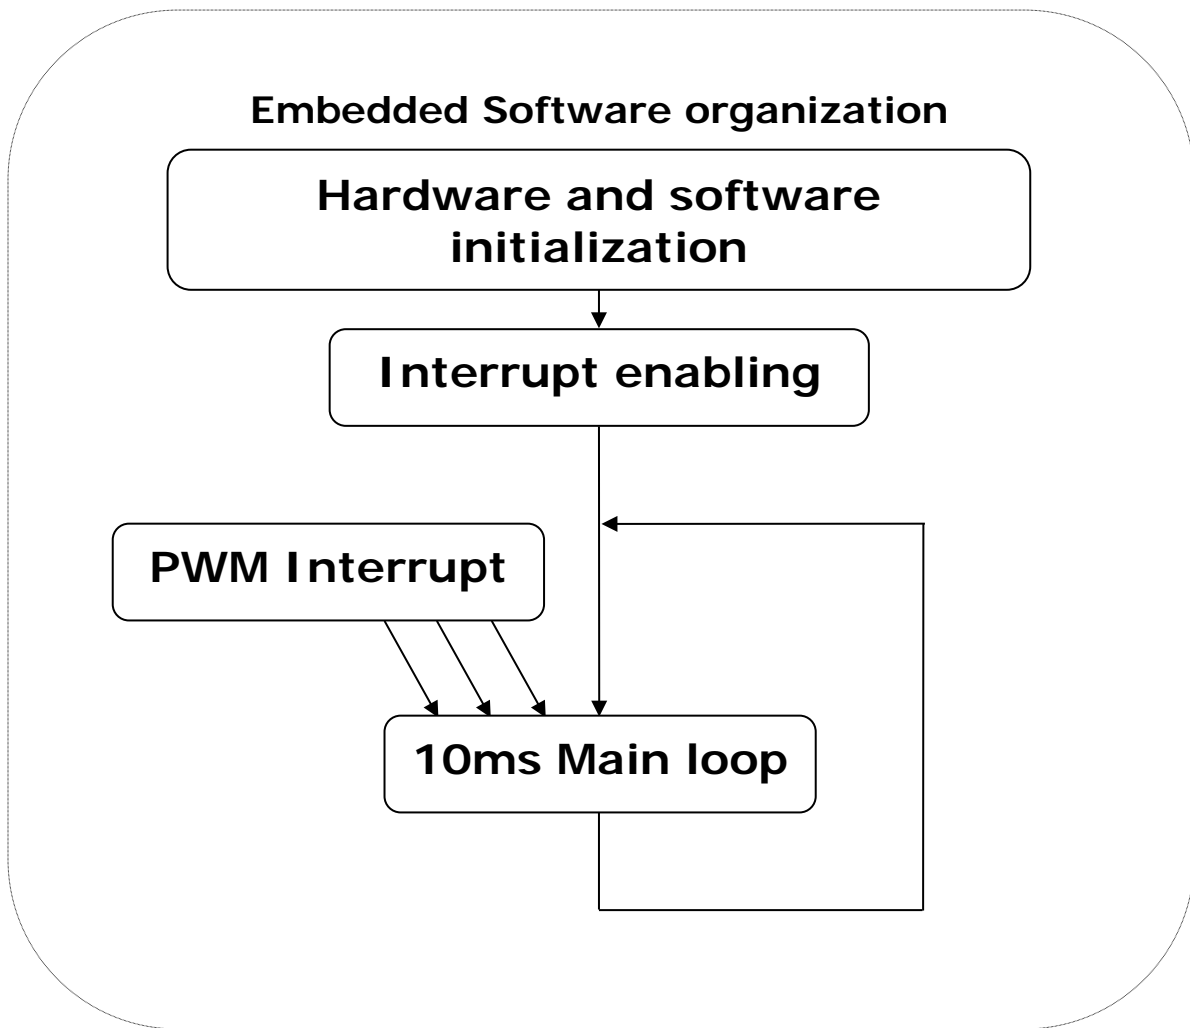 Embedded Software organization
Hardware and software
initialization
Interrupt enabling
PWM Interrupt
10ms Main loop